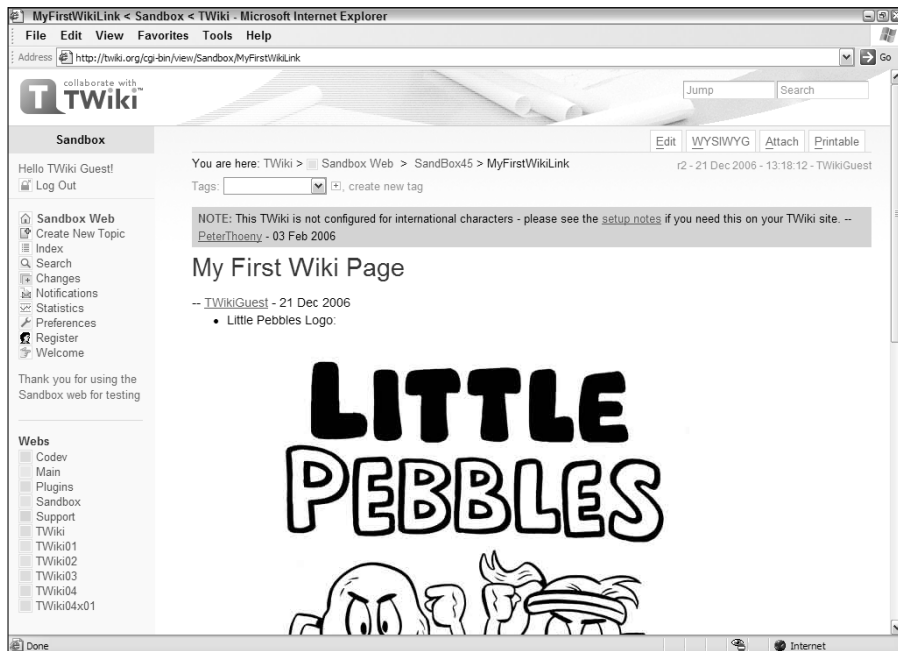 MyFirstWikiLink < Sandbox < TWiki - Microsoft Internet Explorer
File Edit View Favorites Tools Help
Address http://twiki.org/cgi-bin/view/Sandbox/MyFirstWikiLink Go
collaborate with
TWiki™
Jump Search
Sandbox
Edit WYSIWYG Attach Printable
Hello TWiki Guest!
Log Out
Sandbox Web
Create New Topic
Index
Search
Changes
Notifications
Statistics
Preferences
Register
Welcome
Thank you for using the
Sandbox web for testing
Webs
Codev
Main
Plugins
Sandbox
Support
TWiki
TWiki01
TWiki02
TWiki03
TWiki04
TWiki04x01
You are here: TWiki > Sandbox Web > SandBox45 > MyFirstWikiLink
r2 - 21 Dec 2006 - 13:18:12 - TWikiGuest
Tags: , create new tag
NOTE: This TWiki is not configured for international characters - please see the setup notes if you need this on your TWiki site. --
PeterThoeny - 03 Feb 2006
My First Wiki Page
-- TWikiGuest - 21 Dec 2006
• Little Pebbles Logo:
LITTLE
PEBBLES
Done
Internet